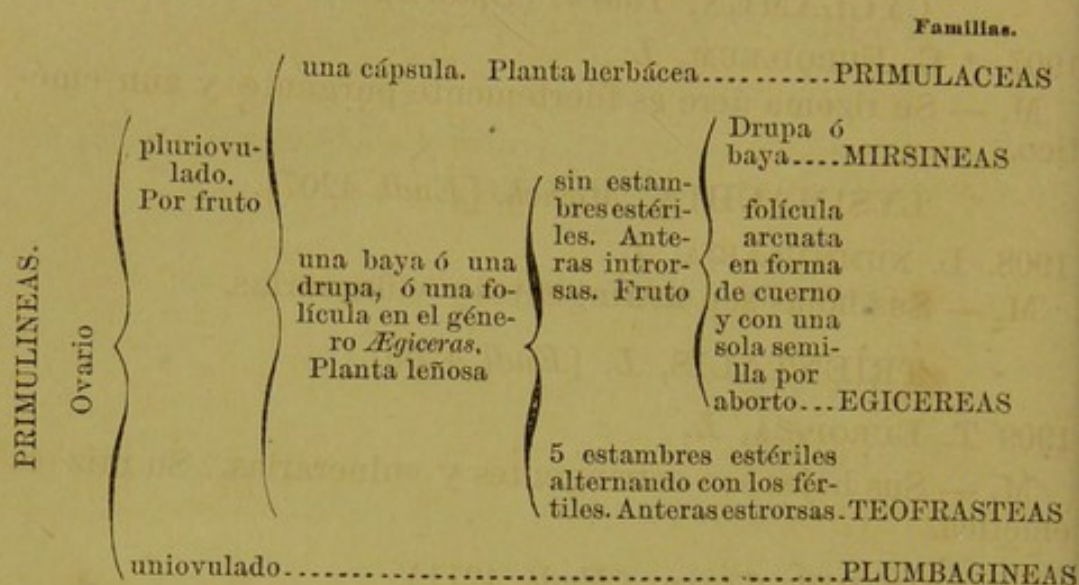 Familias.
PRIMULINEAS.
Ovario
pluriovu-
lado.
Por fruto
una cápsula. Planta herbácea..........PRIMULACEAS
una baya ó una
drupa, ó una fo-
lícula en el géne-
ro Ægiceras.
Planta leñosa
sin estam-
bres estéri-
les. Ante-
ras intror-
sas. Fruto
Drupa ó
baya....MIRSINEAS
folícula
arcuata
en forma
de cuerno
y con una
sola semi-
lla por
aborto...EGICEREAS
5 estambres estériles
alternando con los fér-
tiles. Anteras estrorsas.TEOFRASTEAS
uniovulado........................................PLUMBAGINEAS